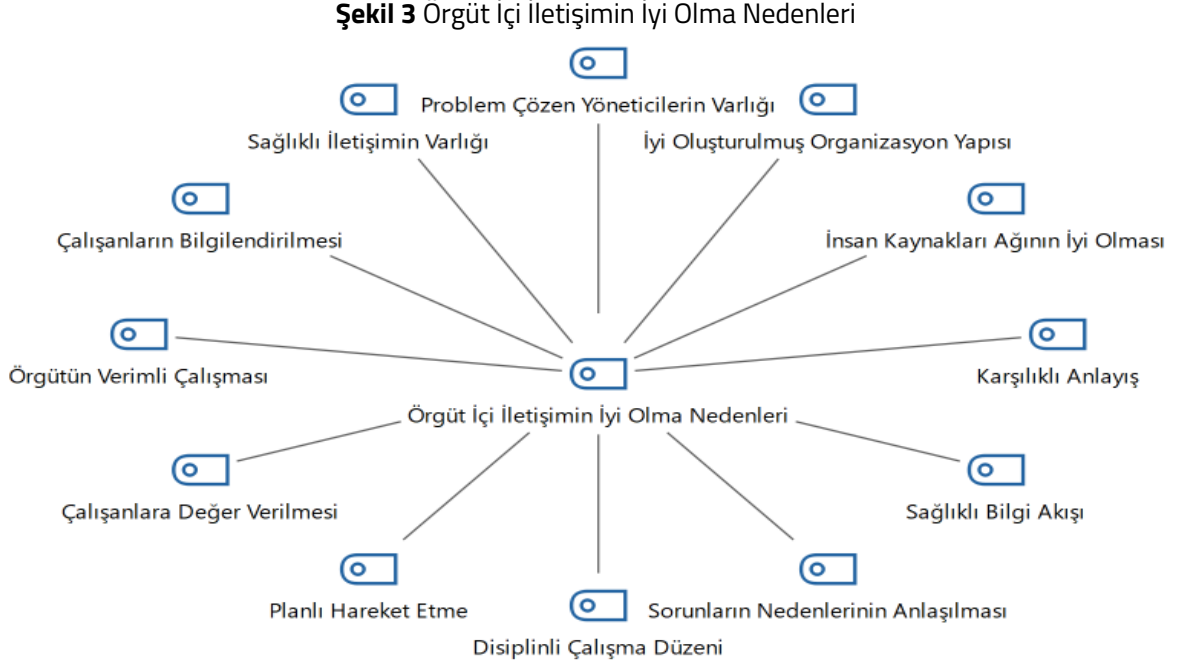 Şekil 3 Örgüt İçi İletişimin İyi Olma Nedenleri
Problem Çözen Yöneticilerin Varlığı
Sağlıklı İletişimin Varlığı
İyi Oluşturulmuş Organizasyon Yapısı
Çalışanların Bilgilendirilmesi
İnsan Kaynakları Ağının İyi Olması
Örgütün Verimli Çalışması
Karşılıklı Anlayış
Örgüt İçi İletişimin İyi Olma Nedenleri
Çalışanlara Değer Verilmesi
Sağlıklı Bilgi Akışı
Planlı Hareket Etme
Sorunların Nedenlerinin Anlaşılması
Disiplinli Çalışma Düzeni